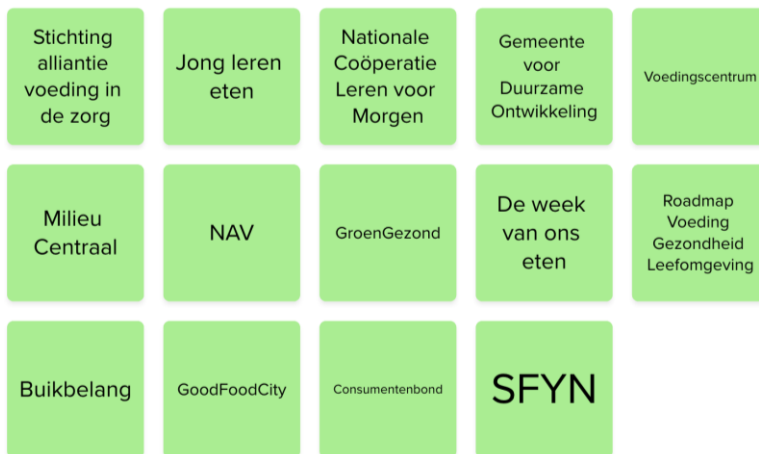 Stichting
alliantie
voeding in
de zorg
Jong leren
eten
Nationale
Coöperatie
Leren voor
Morgen
Gemeente
voor
Duurzame
Ontwikkeling
Voedingscentrum
Milieu
Centraal
NAV
GroenGezond
De week
van ons
eten
Roadmap
Voeding
Gezondheid
Leefomgeving
Buikbelang
GoodFoodCity
Consumentenbond
SFYN